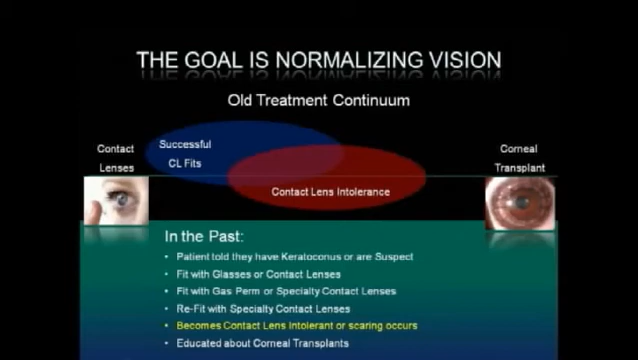 THE GOAL IS NORMALIZING VISION
Old Treatment Continuum
Contact
Lenses
Successful
CL Fits
Contact Lens Intolerance
Corneal
Transplant
In the Past:
• Patient told they have Keratoconus or are Suspect
• Fit with Glasses or Contact Lenses
• Fit with Gas Perm or Specialty Contact Lenses
• Re-Fit with Specialty Contact Lenses
• Becomes Contact Lens Intolerant or scaring occurs
• Educated about Corneal Transplants